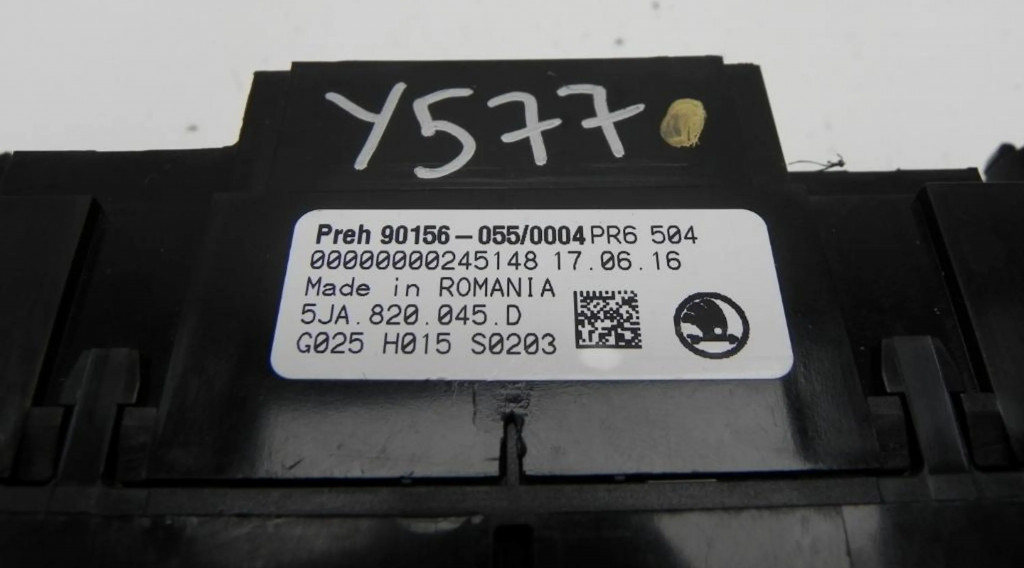 Y577
Preh 90156-055/0004 PR6 504
00000000245148 17.06.16
Made in ROMANIA
5JA.820.045.D
G025 H015 S0203